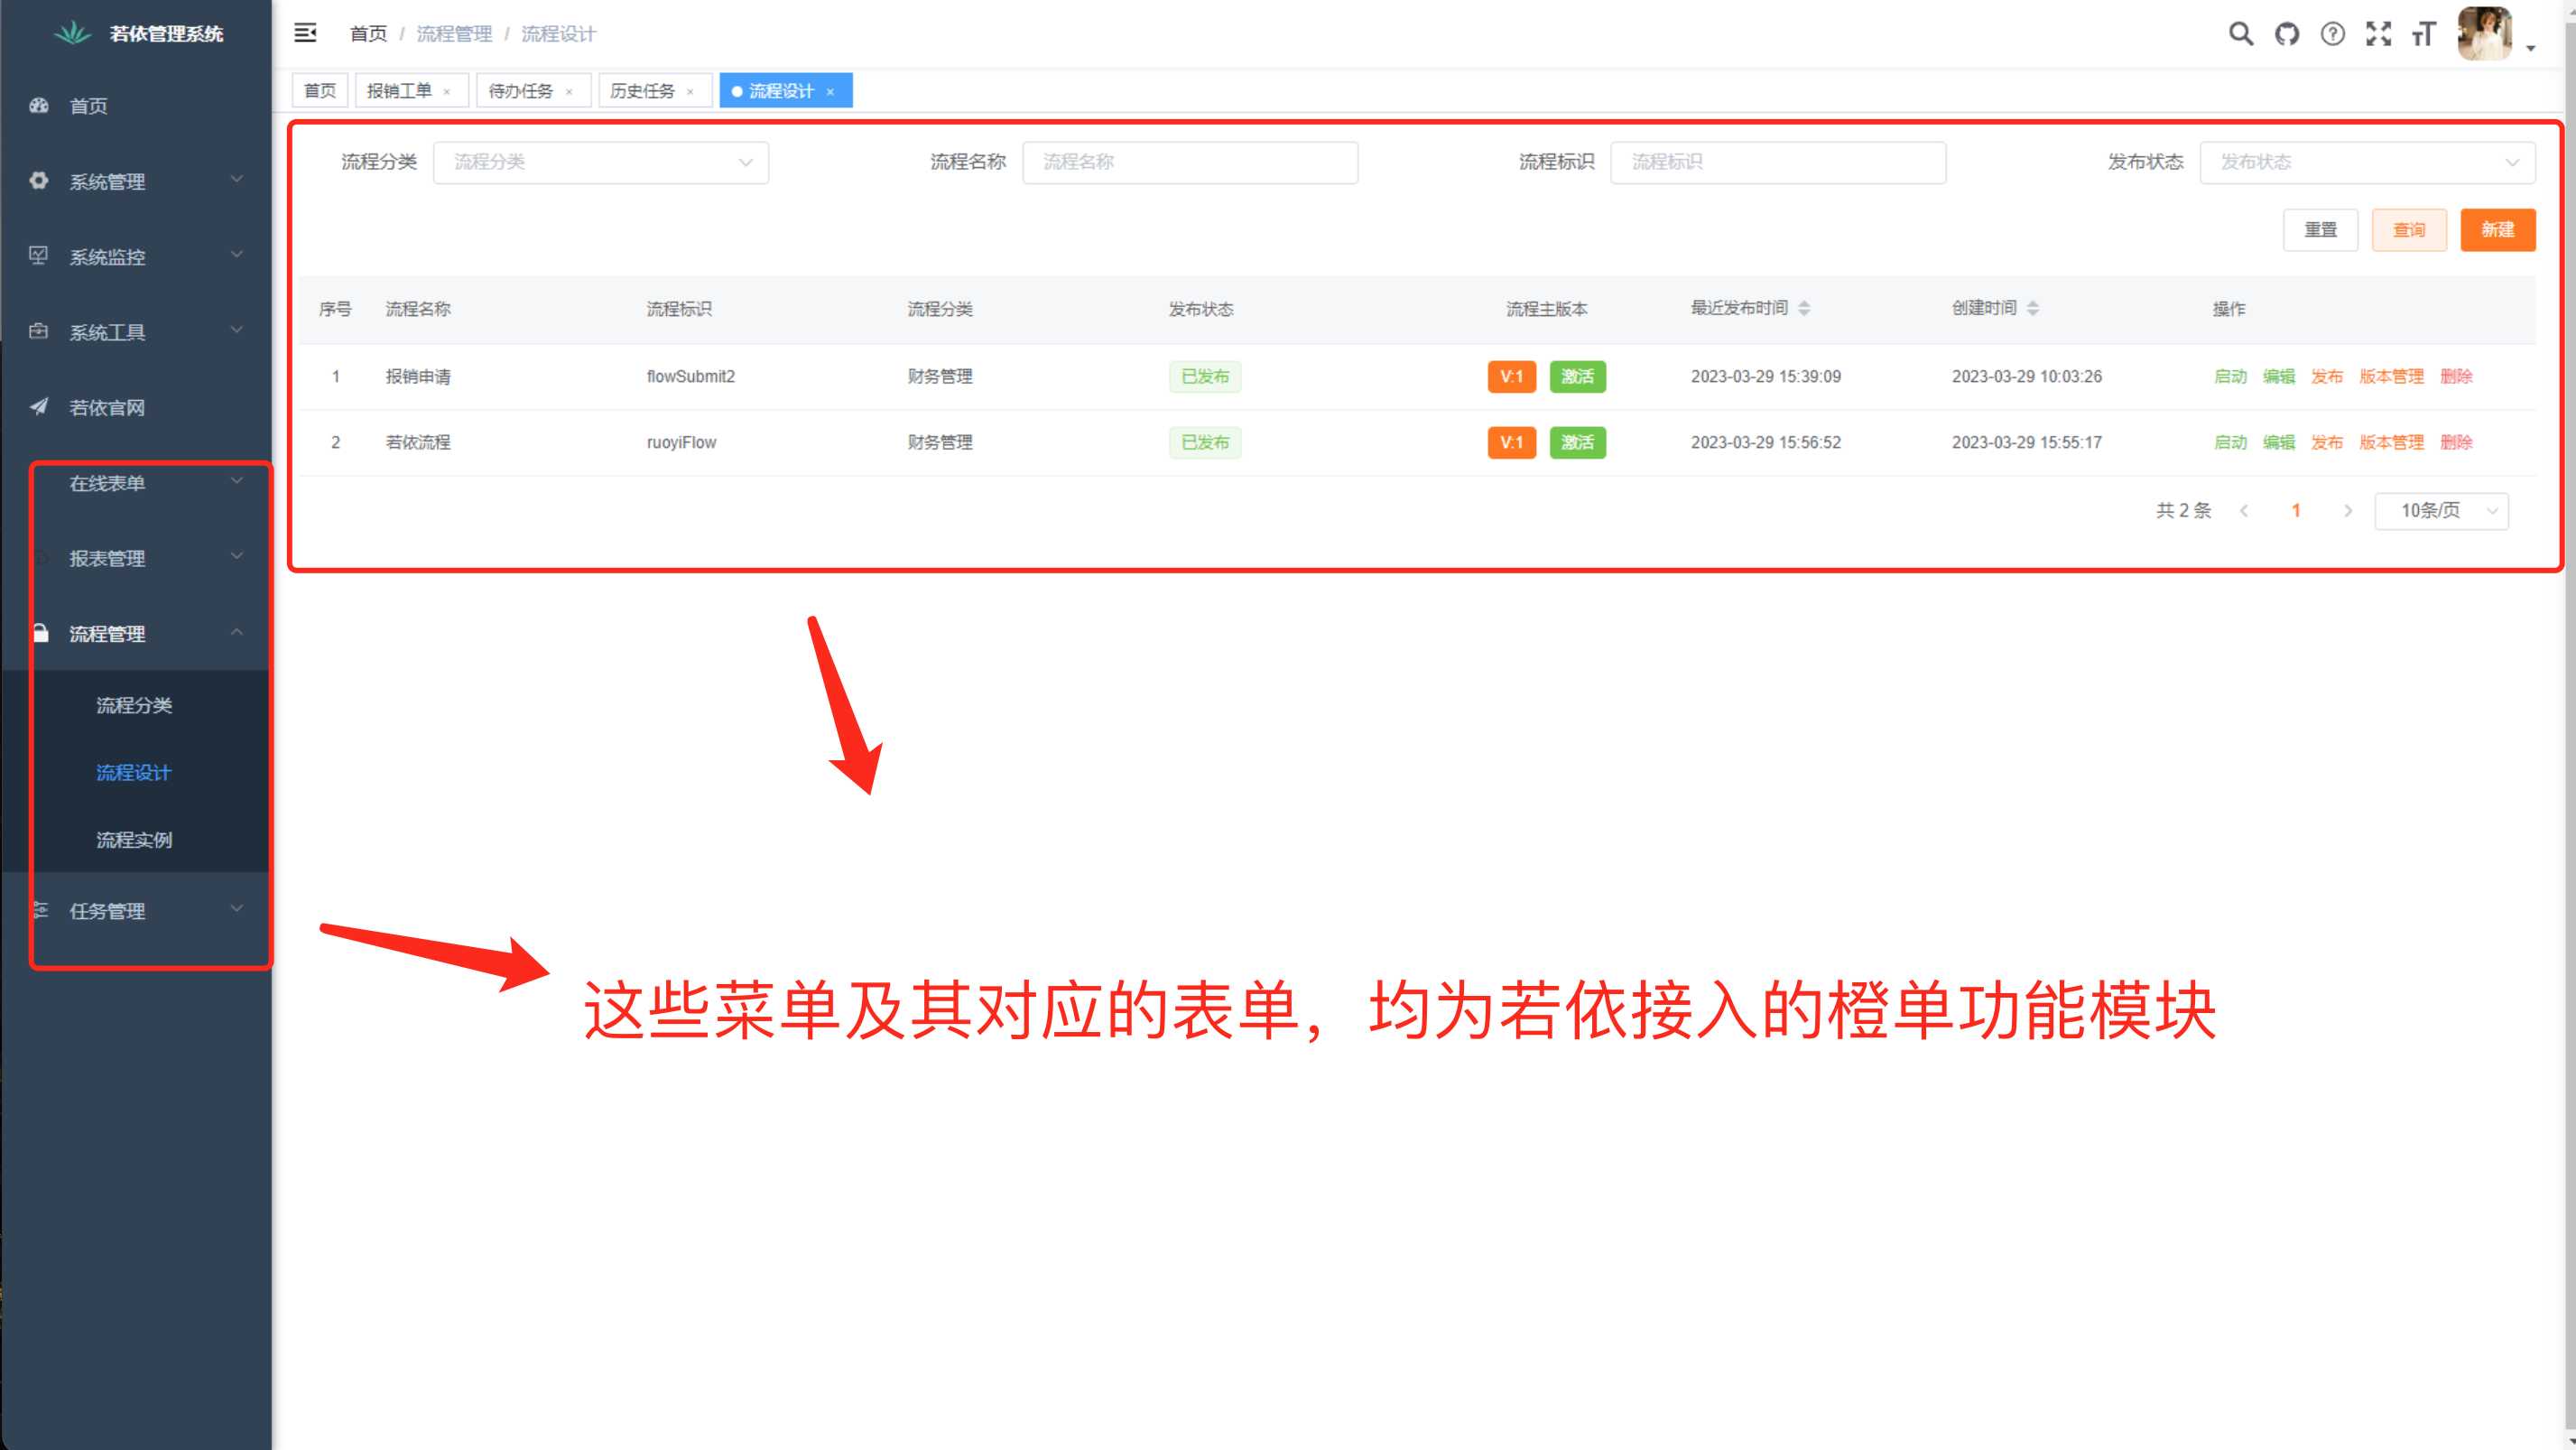 若依管理系统
首页 / 流程管理 / 流程设计
首页 报销工单 × 待办任务 × 历史任务 × 流程设计 ×
首页
系统管理
系统监控
系统工具
若依官网
在线表单
报表管理
流程管理
流程分类
流程设计
流程实例
任务管理
流程分类 流程分类 流程名称 流程名称 流程标识 流程标识 发布状态 发布状态
重置 查询 新建
序号 流程名称 流程标识 流程分类 发布状态 流程主版本 最近发布时间 创建时间 操作
1 报销申请 flowSubmit2 财务管理 已发布 V:1 激活 2023-03-29 15:39:09 2023-03-29 10:03:26 启动 编辑 发布 版本管理 删除
2 若依流程 ruoyiFlow 财务管理 已发布 V:1 激活 2023-03-29 15:56:52 2023-03-29 15:55:17 启动 编辑 发布 版本管理 删除
共 2 条 1 10条/页
这些菜单及其对应的表单，均为若依接入的橙单功能模块